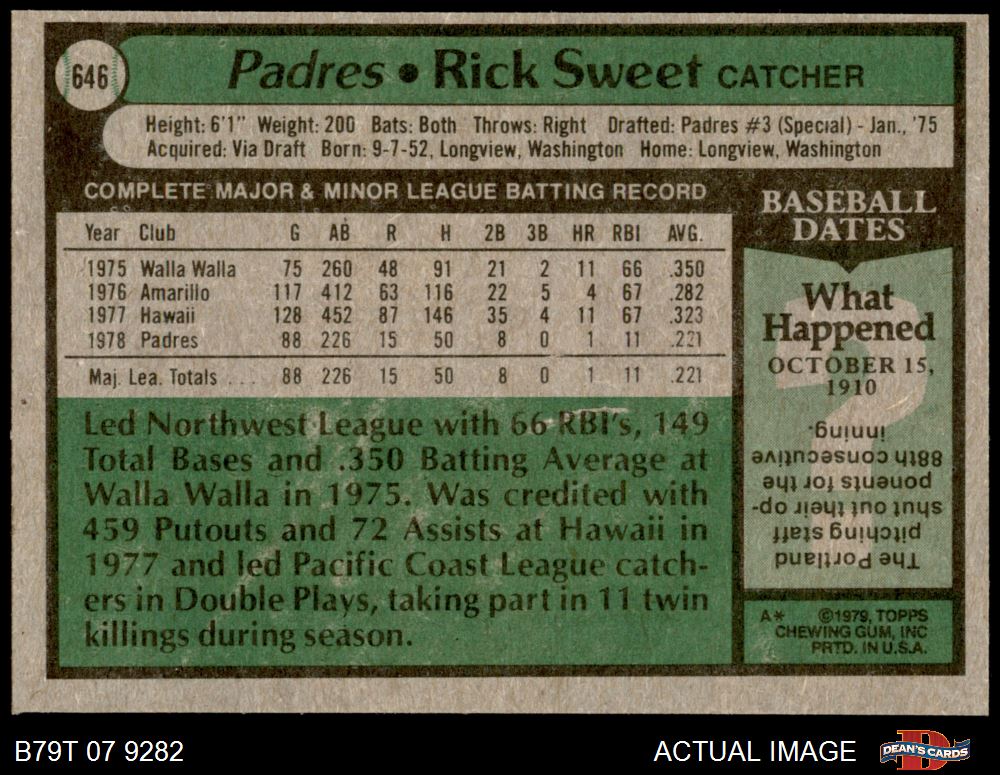 646
Padres • Rick Sweet CATCHER
Height: 6'1" Weight: 200 Bats: Both Throws: Right Drafted: Padres #3 (Special) - Jan., '75
Acquired: Via Draft Born: 9-7-52, Longview, Washington Home: Longview, Washington
COMPLETE MAJOR & MINOR LEAGUE BATTING RECORD
Year Club G AB R H 2B 3B HR RBI AVG.
1975 Walla Walla 75 260 48 91 21 2 11 66 .350
1976 Amarillo 117 412 63 116 22 5 4 67 .282
1977 Hawaii 128 452 87 146 35 4 11 67 .323
1978 Padres 88 226 15 50 8 0 1 11 .221
Maj. Lea. Totals ... 88 226 15 50 8 0 1 11 .221
Led Northwest League with 66 RBI's, 149
Total Bases and .350 Batting Average at
Walla Walla in 1975. Was credited with
459 Putouts and 72 Assists at Hawaii in
1977 and led Pacific Coast League catch-
ers in Double Plays, taking part in 11 twin
killings during season.
BASEBALL
DATES
What
Happened
OCTOBER 15,
1910
The Portland
pitching staff
shut out their op-
ponents for the
88th consecutive
inning.
A* ©1979, TOPPS
CHEWING GUM, INC
PRTD. IN U.S.A.
B79T 07 9282
ACTUAL IMAGE
DEAN'S CARDS